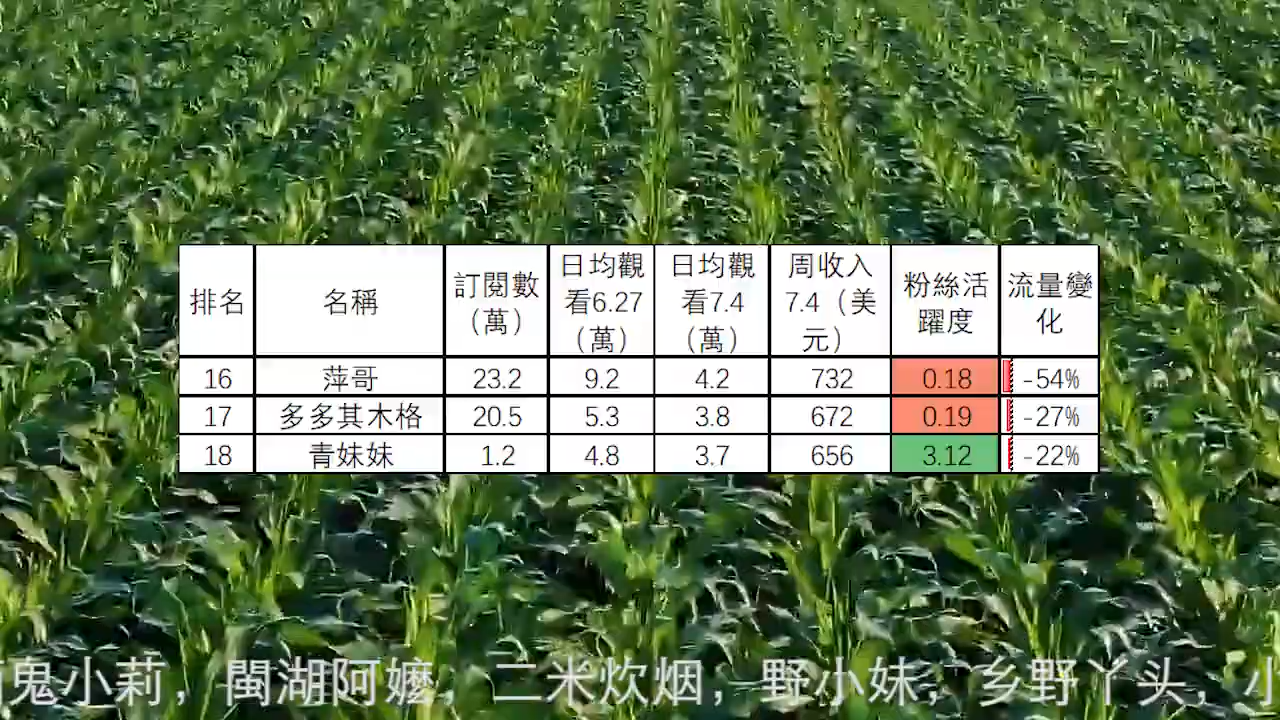 排名 名稱 訂閱數（萬） 日均觀看6.27（萬） 日均觀看7.4（萬） 周收入7.4（美元） 粉絲活躍度 流量變化
16 萍哥 23.2 9.2 4.2 732 0.18 -54%
17 多多其木格 20.5 5.3 3.8 672 0.19 -27%
18 青妹妹 1.2 4.8 3.7 656 3.12 -22%
鬼小莉，閩湖阿嬤，二米炊烟，野小妹，乡野丫头，小